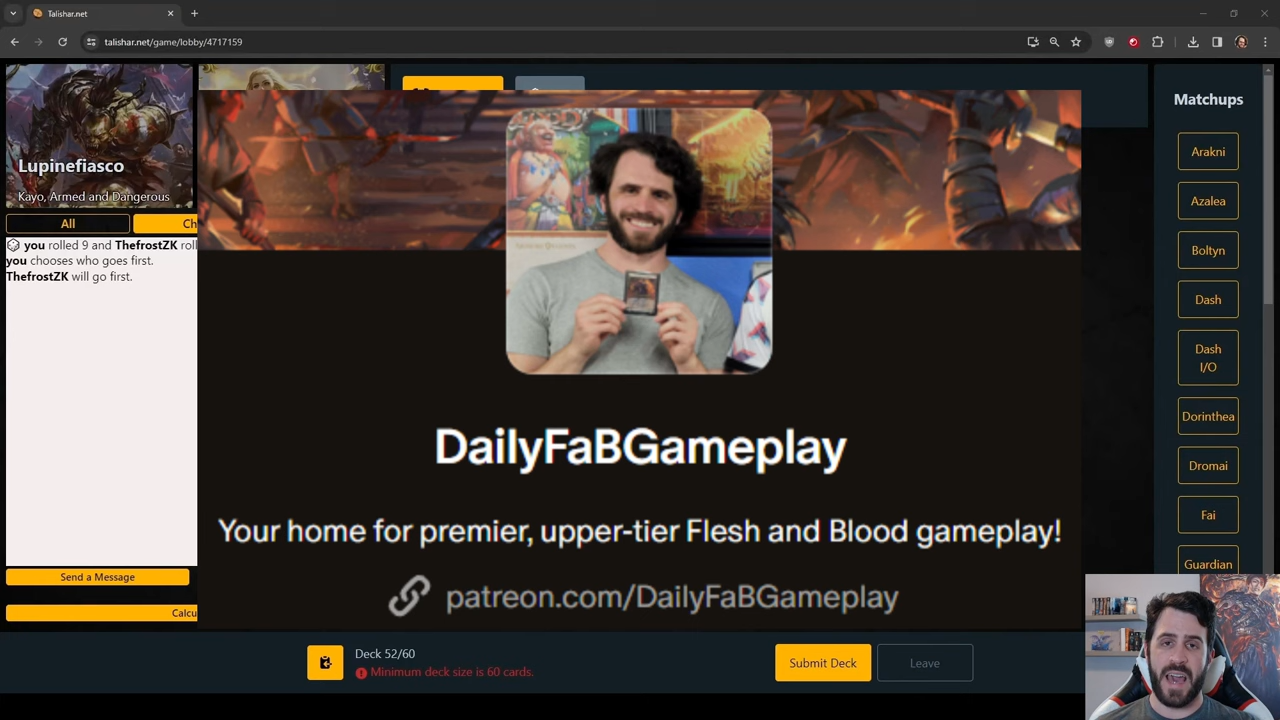 Talishar.net
talishar.net/game/lobby/4717159
Lupinefiasco
Kayo, Armed and Dangerous
All
Ch
you rolled 9 and ThefrostZK roll
you chooses who goes first.
ThefrostZK will go first.
Send a Message
Calcu
DailyFaBGameplay
Your home for premier, upper-tier Flesh and Blood gameplay!
patreon.com/DailyFaBGameplay
Deck 52/60
Minimum deck size is 60 cards.
Submit Deck
Leave
Matchups
Arakni
Azalea
Boltyn
Dash
Dash
I/O
Dorinthea
Dromai
Fai
Guardian